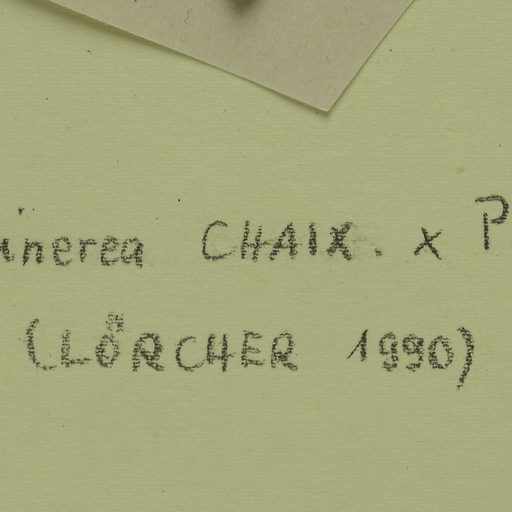 inerea CHAIX. x P
(LÖRCHER 1990)